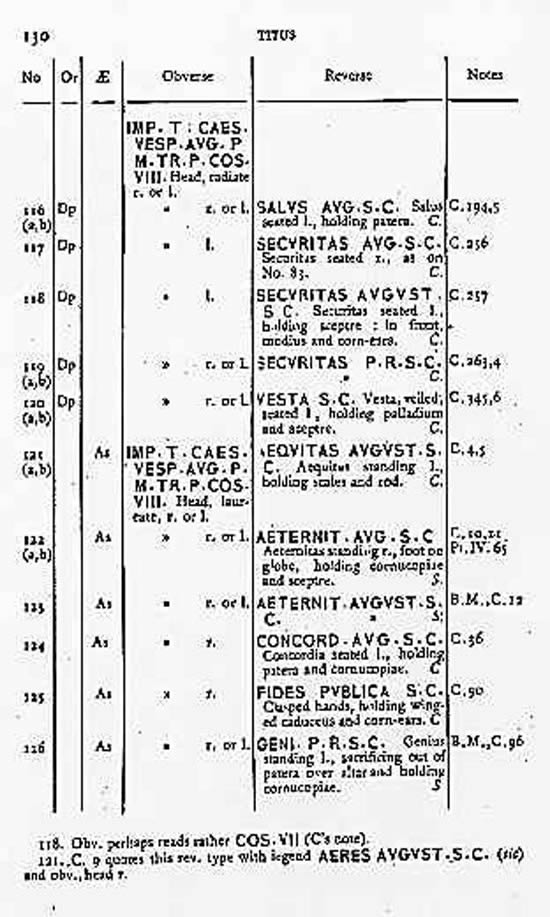 130 TITUS
No Or Æ Obverse Reverse Notes
IMP. T : CAES.
VESP.AVG. P
M.TR.P.COS.
VIII. Head, radiate
r. or l.
116 Dp » r. or l. SALVS AVG.S.C. Salus C.194,5
(a,b) seated l., holding patera. C.
117 Dp » l. SECVRITAS AVG.S.C. C.256
Securitas seated r., as on
No. 83. C.
118 Dp » l. SECVRITAS AVGVST. C.257
S C. Securitas seated l.,
holding sceptre : in front,
modius and corn-ears. C.
119 Dp » r. or l. SECVRITAS P.R.S.C. C.263,4
(a,b) » C.
120 Dp » r. or l. VESTA S.C. Vesta, veiled, C.345,6
(a,b) seated l., holding palladium
and sceptre. C.
121 As IMP.T.CAES. AEQVITAS AVGVST.S. C.4,5
(a,b) VESP.AVG.P. C. Aequitas standing l.,
M.TR.P.COS. holding scales and rod. C.
VIII. Head, laur-
eate, r. or l.
122 As » r. or l. AETERNIT.AVG.S.C C.10,11
(a,b) Aeternitas standing r., foot on Pl.IV.65
globe, holding cornucopiae
and sceptre. S.
123 As » r. or l. AETERNIT.AVGVST.S. B.M.,C.12
C. » S.
124 As » r. CONCORD.AVG.S.C. C.36
Concordia seated l., holding
patera and cornucopiae. C
125 As » r. FIDES PVBLICA S.C. C.90
Clasped hands, holding wing-
ed caduceus and corn-ears. C
126 As » r. or l. GENI. P.R.S.C. Genius B.M.,C.96
standing l., sacrificing out of
patera over altar and holding
cornucopiae. S
118. Obv. perhaps reads rather COS.VII (C's note).
121. C. 9 quotes this rev. type with legend AERES AVGVST.S.C. (sic)
and obv., head r.